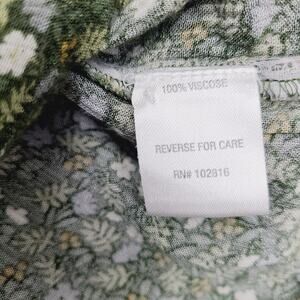 100% VISCOSE
REVERSE FOR CARE
RN# 102816